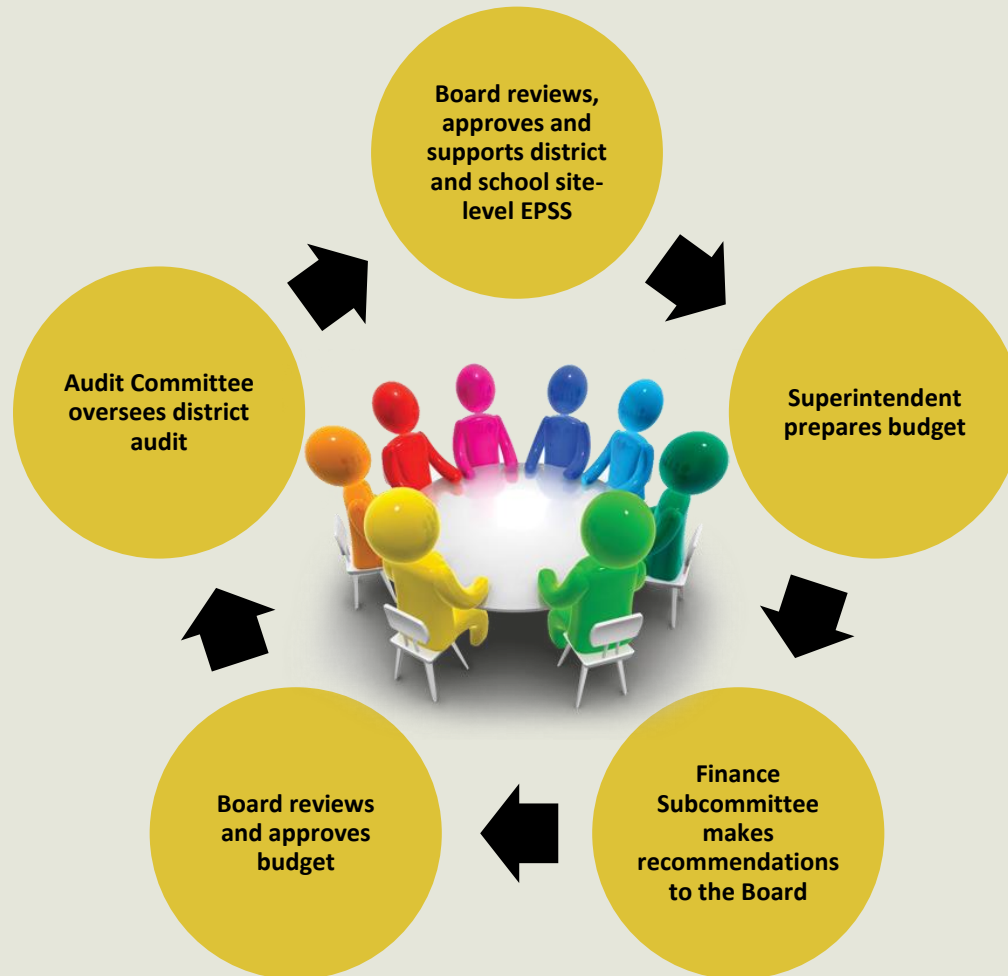 Board reviews,
approves and
supports district
and school site-
level EPSS
Superintendent
prepares budget
Finance
Subcommittee
makes
recommendations
to the Board
Board reviews
and approves
budget
Audit Committee
oversees district
audit